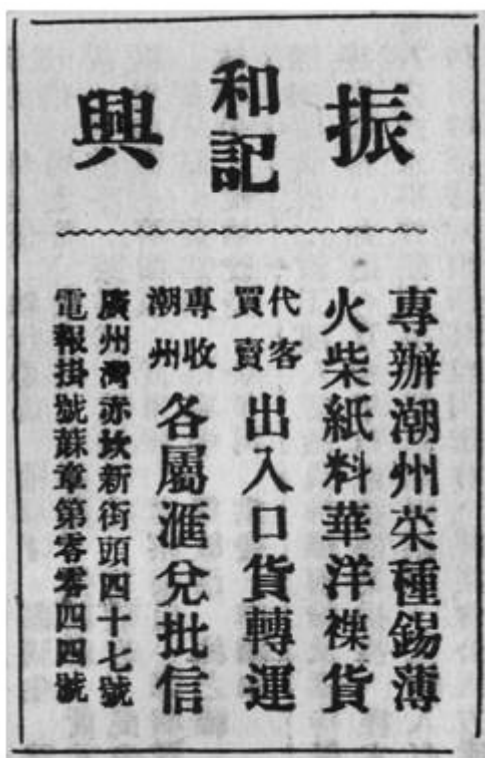 振興
和記
專辦潮州菜種錫薄
火柴紙料華洋襍貨
代客買賣出入口貨轉運
專收潮州各屬滙兌批信
廣州灣赤坎新街頭四十七號
電報掛號蘇章第零零四四號